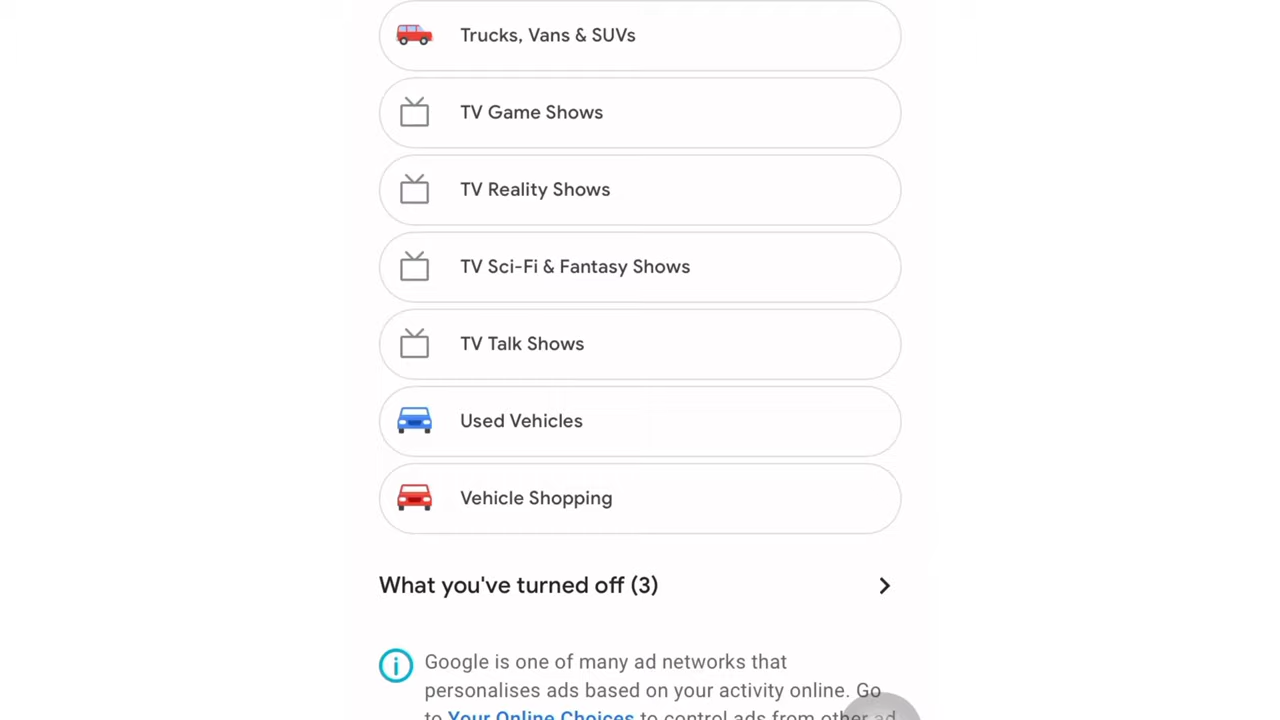 Trucks, Vans & SUVs
TV Game Shows
TV Reality Shows
TV Sci-Fi & Fantasy Shows
TV Talk Shows
Used Vehicles
Vehicle Shopping
What you've turned off (3)
Google is one of many ad networks that
personalises ads based on your activity online. Go
to Your Online Choices to control ads from other ad